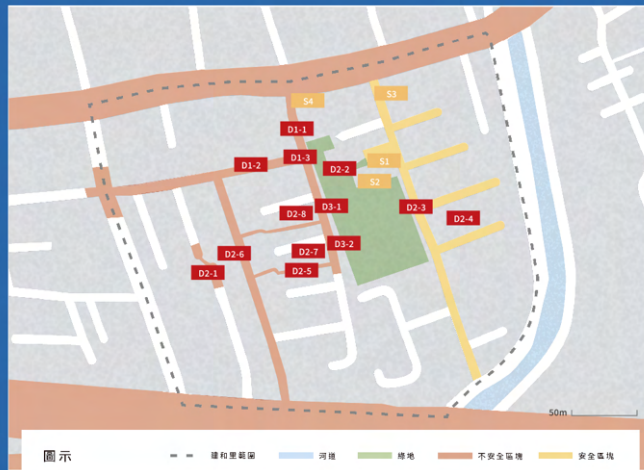 S4
S3
D1-1
D1-3
D1-2
D2-2
S1
S2
D3-1
D2-3
D2-8
D2-4
D3-2
D2-6
D2-7
D2-1
D2-5
50m
圖示
建和里範圍
河道
綠地
不安全區塊
安全區塊